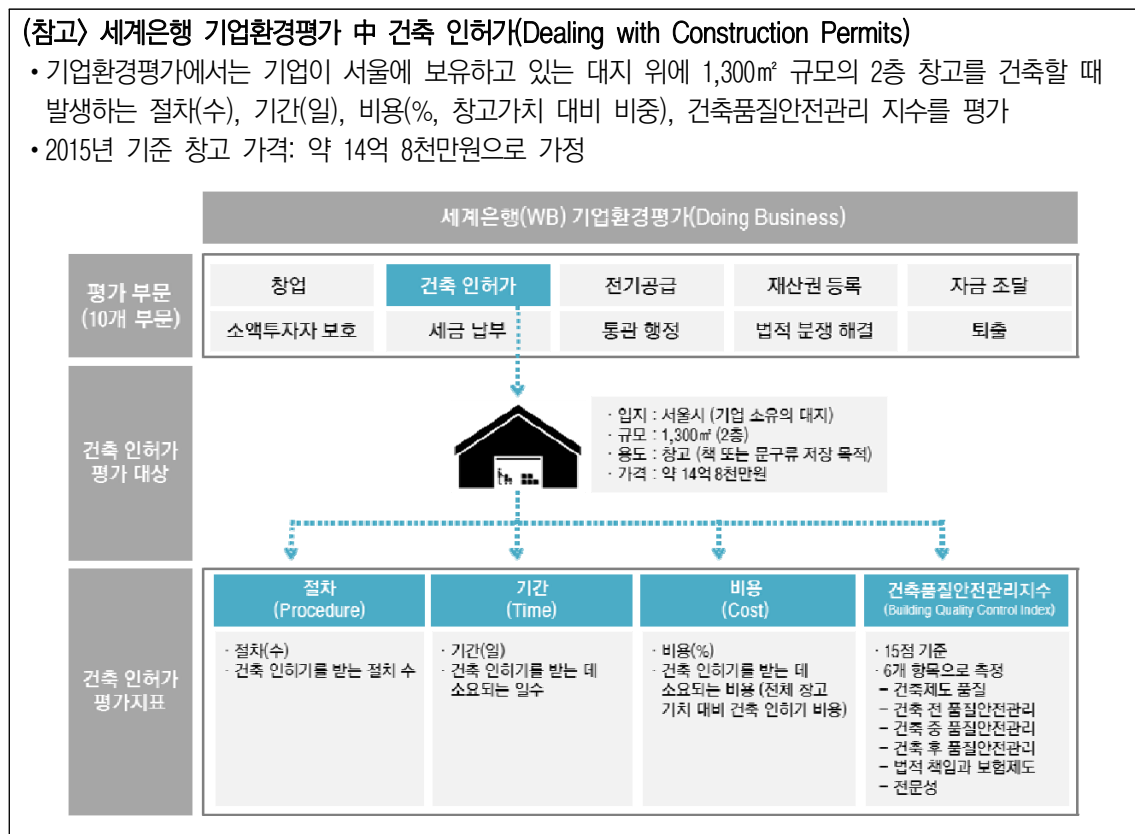 (참고) 세계은행 기업환경평가 中 건축 인허가(Dealing with Construction Permits)
• 기업환경평가에서는 기업이 서울에 보유하고 있는 대지 위에 1,300㎡ 규모의 2층 창고를 건축할 때
발생하는 절차(수), 기간(일), 비용(%, 창고가치 대비 비중), 건축품질안전관리 지수를 평가
• 2015년 기준 창고 가격: 약 14억 8천만원으로 가정
세계은행(WB) 기업환경평가(Doing Business)
평가 부문
(10개 부문)
창업
건축 인허가
전기공급
재산권 등록
자금 조달
소액투자자 보호
세금 납부
통관 행정
법적 분쟁 해결
퇴출
건축 인허가
평가 대상
· 입지 : 서울시 (기업 소유의 대지)
· 규모 : 1,300㎡ (2층)
· 용도 : 창고 (책 또는 문구류 저장 목적)
· 가격 : 약 14억 8천만원
건축 인허가
평가지표
절차
(Procedure)
· 절차(수)
· 건축 인허가를 받는 절차 수
기간
(Time)
· 기간(일)
· 건축 인허가를 받는 데
소요되는 일수
비용
(Cost)
· 비용(%)
· 건축 인허가를 받는 데
소요되는 비용 (전체 창고
가치 대비 건축 인허가 비용)
건축품질안전관리지수
(Building Quality Control Index)
· 15점 기준
· 6개 항목으로 측정
– 건축제도 품질
– 건축 전 품질안전관리
– 건축 중 품질안전관리
– 건축 후 품질안전관리
– 법적 책임과 보험제도
– 전문성